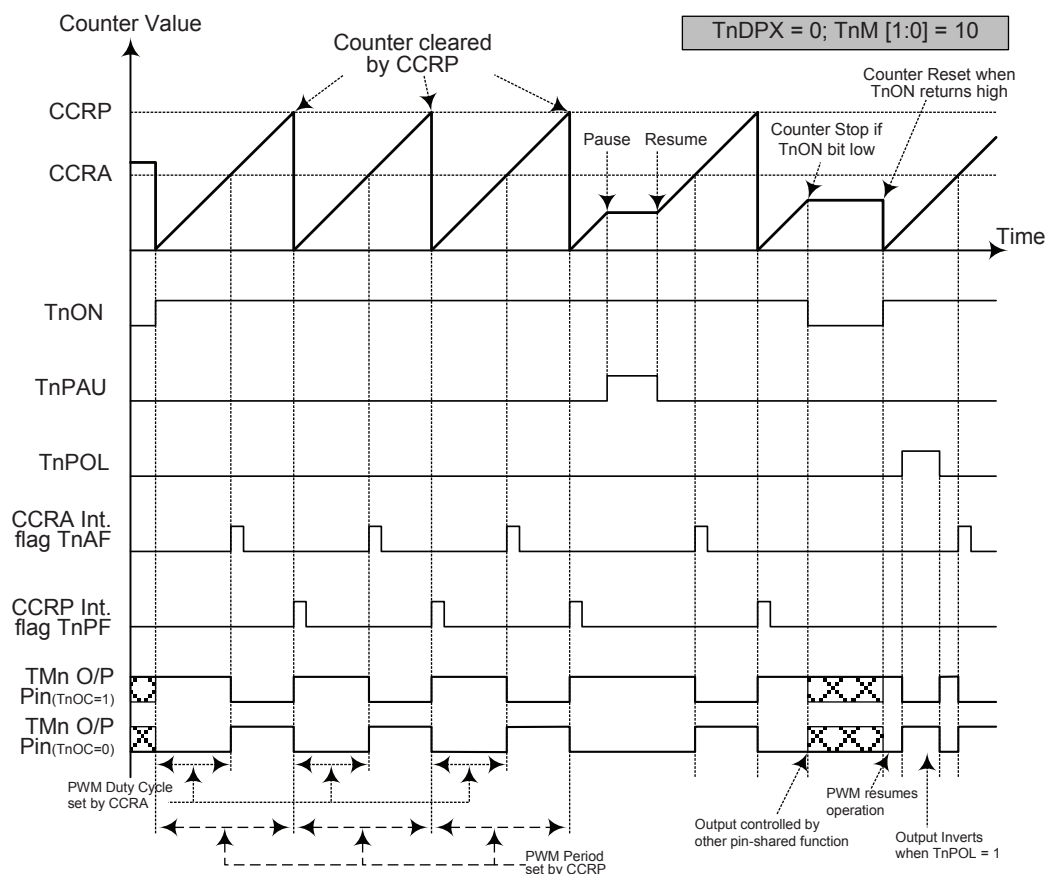 Counter Value
TnDPX = 0; TnM [1:0] = 10
Counter cleared
by CCRP
Counter Reset when
TnON returns high
CCRP
Pause
Resume
Counter Stop if
TnON bit low
CCRA
Time
TnON
TnPAU
TnPOL
CCRA Int.
flag TnAF
CCRP Int.
flag TnPF
TMn O/P
Pin(TnOC=1)
TMn O/P
Pin(TnOC=0)
PWM Duty Cycle
set by CCRA
PWM resumes
operation
Output controlled by
other pin-shared function
Output Inverts
when TnPOL = 1
PWM Period
set by CCRP